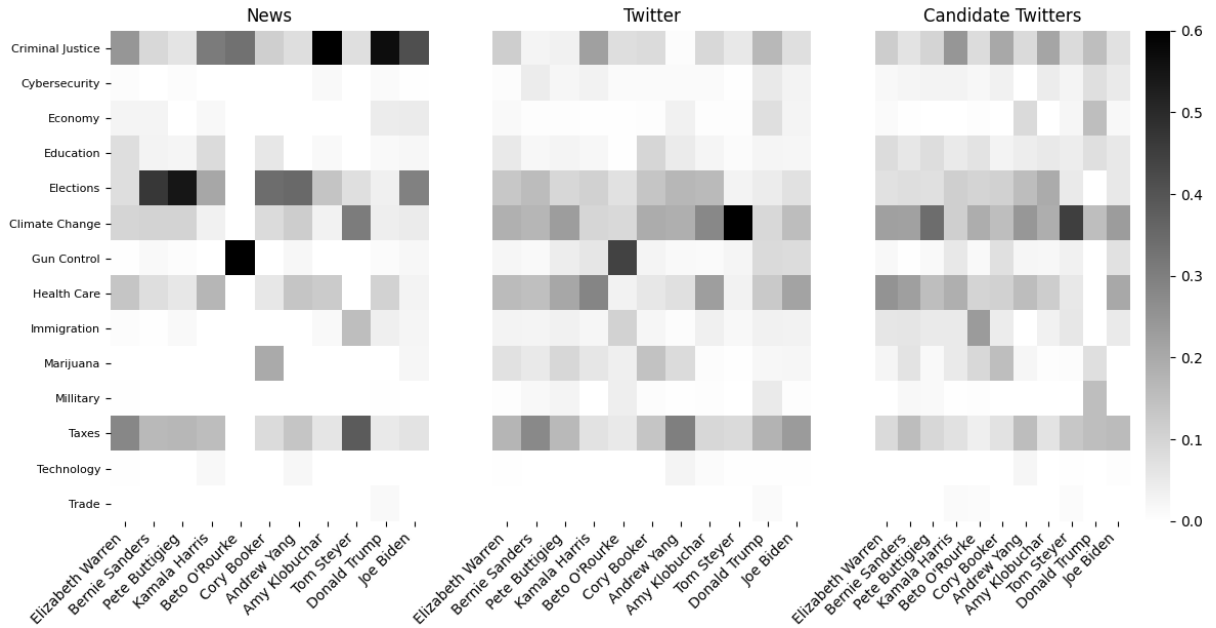 News
Twitter
Candidate Twitters
Criminal Justice
Cybersecurity
Economy
Education
Elections
Climate Change
Gun Control
Health Care
Immigration
Marijuana
Millitary
Taxes
Technology
Trade
0.6
0.5
0.4
0.3
0.2
0.1
0.0
Elizabeth Warren
Bernie Sanders
Pete Buttigieg
Kamala Harris
Beto O'Rourke
Cory Booker
Andrew Yang
Amy Klobuchar
Tom Steyer
Donald Trump
Joe Biden
Elizabeth Warren
Bernie Sanders
Pete Buttigieg
Kamala Harris
Beto O'Rourke
Cory Booker
Andrew Yang
Amy Klobuchar
Tom Steyer
Donald Trump
Joe Biden
Elizabeth Warren
Bernie Sanders
Pete Buttigieg
Kamala Harris
Beto O'Rourke
Cory Booker
Andrew Yang
Amy Klobuchar
Tom Steyer
Donald Trump
Joe Biden